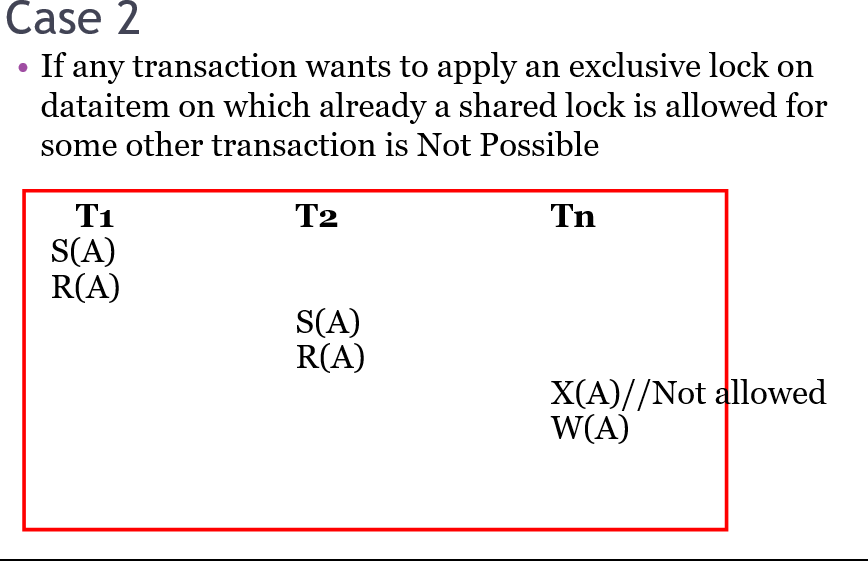 Case 2
• If any transaction wants to apply an exclusive lock on
dataitem on which already a shared lock is allowed for
some other transaction is Not Possible
T1 T2 Tn
S(A)
R(A)
S(A)
R(A)
X(A)//Not allowed
W(A)